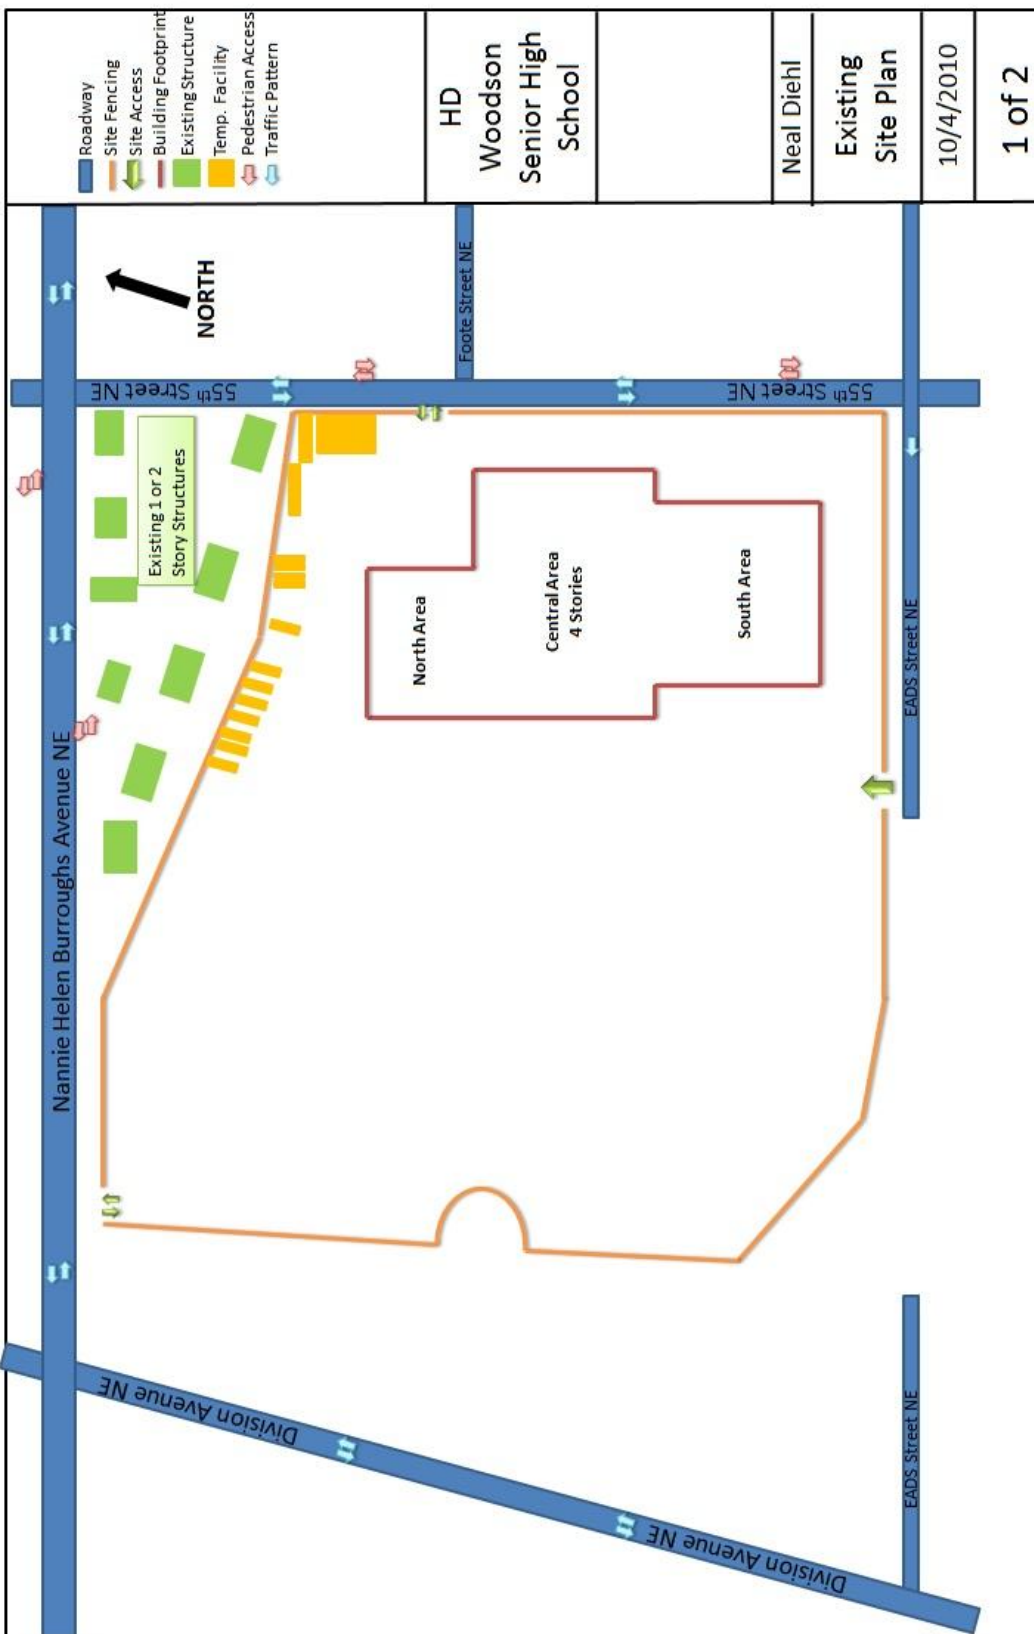 Nannie Helen Burroughs Avenue NE
Division Avenue NE
Division Avenue NE
EADS Street NE
EADS Street NE
55th Street NE
55th Street NE
Foote Street NE
NORTH
Existing 1 or 2
Story Structures
North Area
Central Area
4 Stories
South Area
Roadway
Site Fencing
Site Access
Building Footprint
Existing Structure
Temp. Facility
Pedestrian Access
Traffic Pattern
HD
Woodson
Senior High
School
Neal Diehl
Existing
Site Plan
10/4/2010
1 of 2